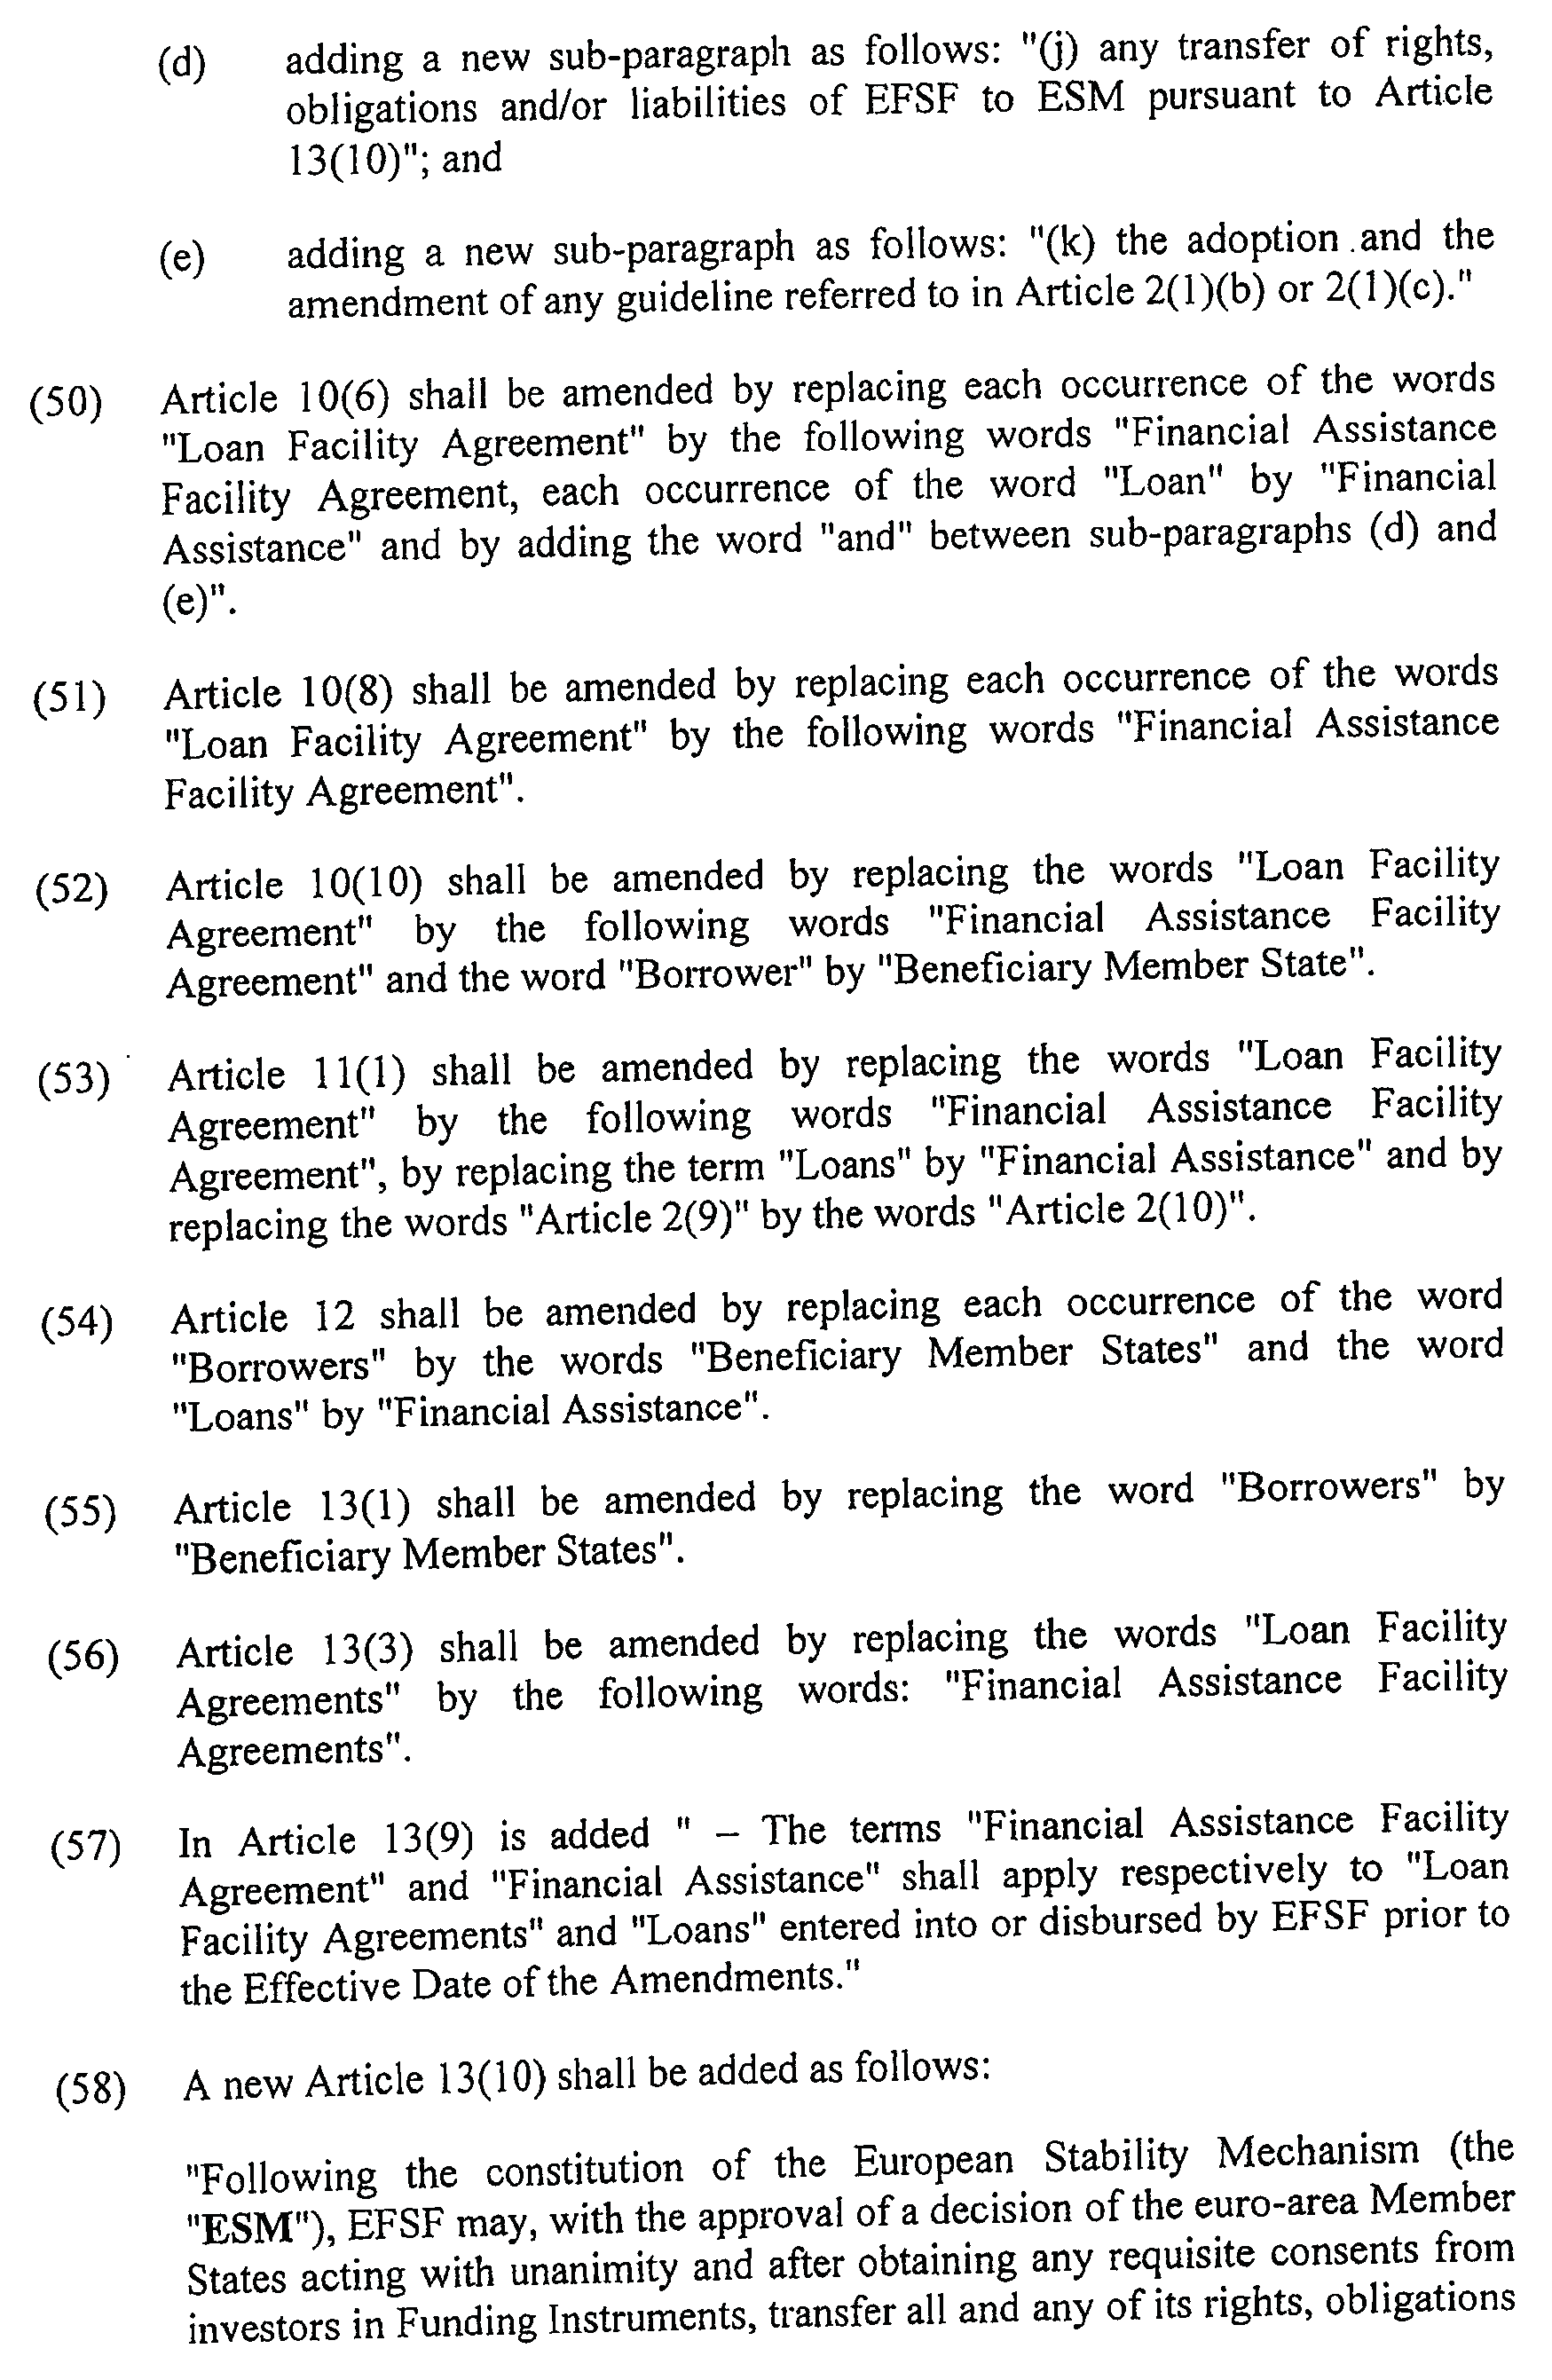 (d) adding a new sub-paragraph as follows: "(j) any transfer of rights,
obligations and/or liabilities of EFSF to ESM pursuant to Article
13(10)"; and
(e) adding a new sub-paragraph as follows: "(k) the adoption .and the
amendment of any guideline referred to in Article 2(1)(b) or 2(1)(c)."
(50) Article 10(6) shall be amended by replacing each occurrence of the words
"Loan Facility Agreement" by the following words "Financial Assistance
Facility Agreement, each occurrence of the word "Loan" by "Financial
Assistance" and by adding the word "and" between sub-paragraphs (d) and
(e)".
(51) Article 10(8) shall be amended by replacing each occurrence of the words
"Loan Facility Agreement" by the following words "Financial Assistance
Facility Agreement".
(52) Article 10(10) shall be amended by replacing the words "Loan Facility
Agreement" by the following words "Financial Assistance Facility
Agreement" and the word "Borrower" by "Beneficiary Member State".
(53) Article 11(1) shall be amended by replacing the words "Loan Facility
Agreement" by the following words "Financial Assistance Facility
Agreement", by replacing the term "Loans" by "Financial Assistance" and by
replacing the words "Article 2(9)" by the words "Article 2(10)".
(54) Article 12 shall be amended by replacing each occurrence of the word
"Borrowers" by the words "Beneficiary Member States" and the word
"Loans" by "Financial Assistance".
(55) Article 13(1) shall be amended by replacing the word "Borrowers" by
"Beneficiary Member States".
(56) Article 13(3) shall be amended by replacing the words "Loan Facility
Agreements" by the following words: "Financial Assistance Facility
Agreements".
(57) In Article 13(9) is added " – The terms "Financial Assistance Facility
Agreement" and "Financial Assistance" shall apply respectively to "Loan
Facility Agreements" and "Loans" entered into or disbursed by EFSF prior to
the Effective Date of the Amendments."
(58) A new Article 13(10) shall be added as follows:
"Following the constitution of the European Stability Mechanism (the
"ESM"), EFSF may, with the approval of a decision of the euro-area Member
States acting with unanimity and after obtaining any requisite consents from
investors in Funding Instruments, transfer all and any of its rights, obligations